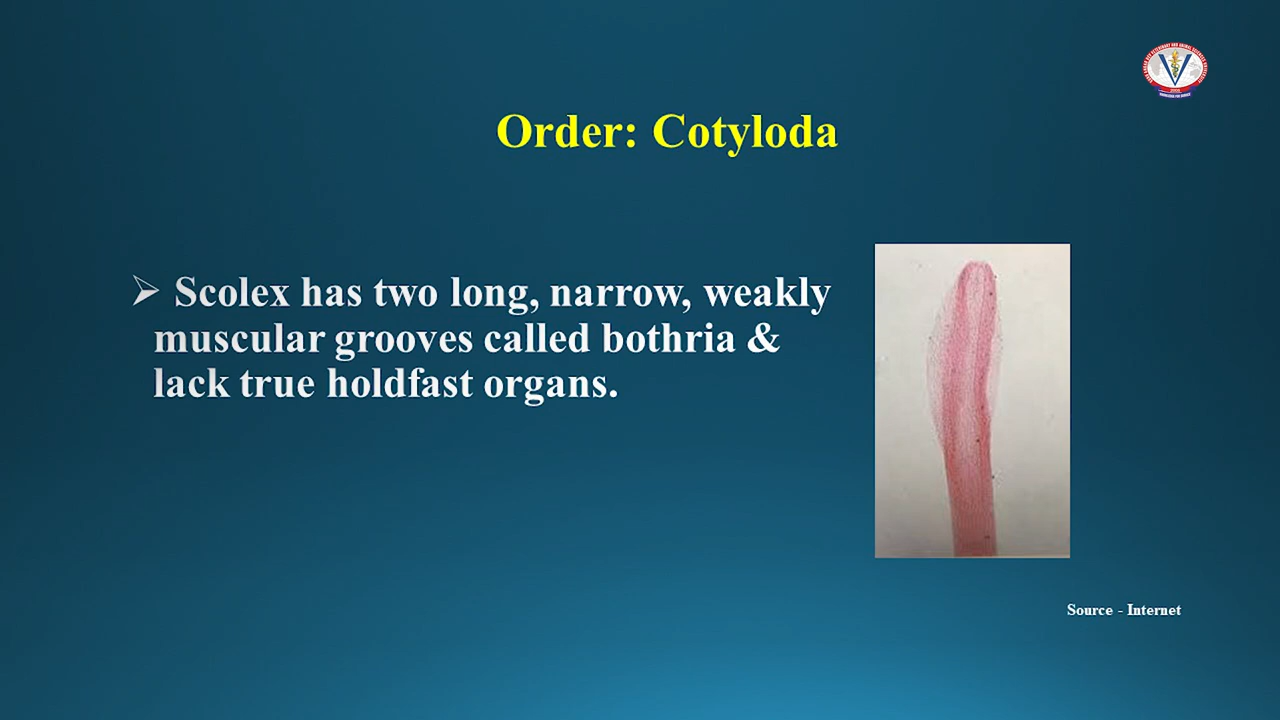 Order: Cotyloda
➢ Scolex has two long, narrow, weakly
muscular grooves called bothria &
lack true holdfast organs.
Source - Internet